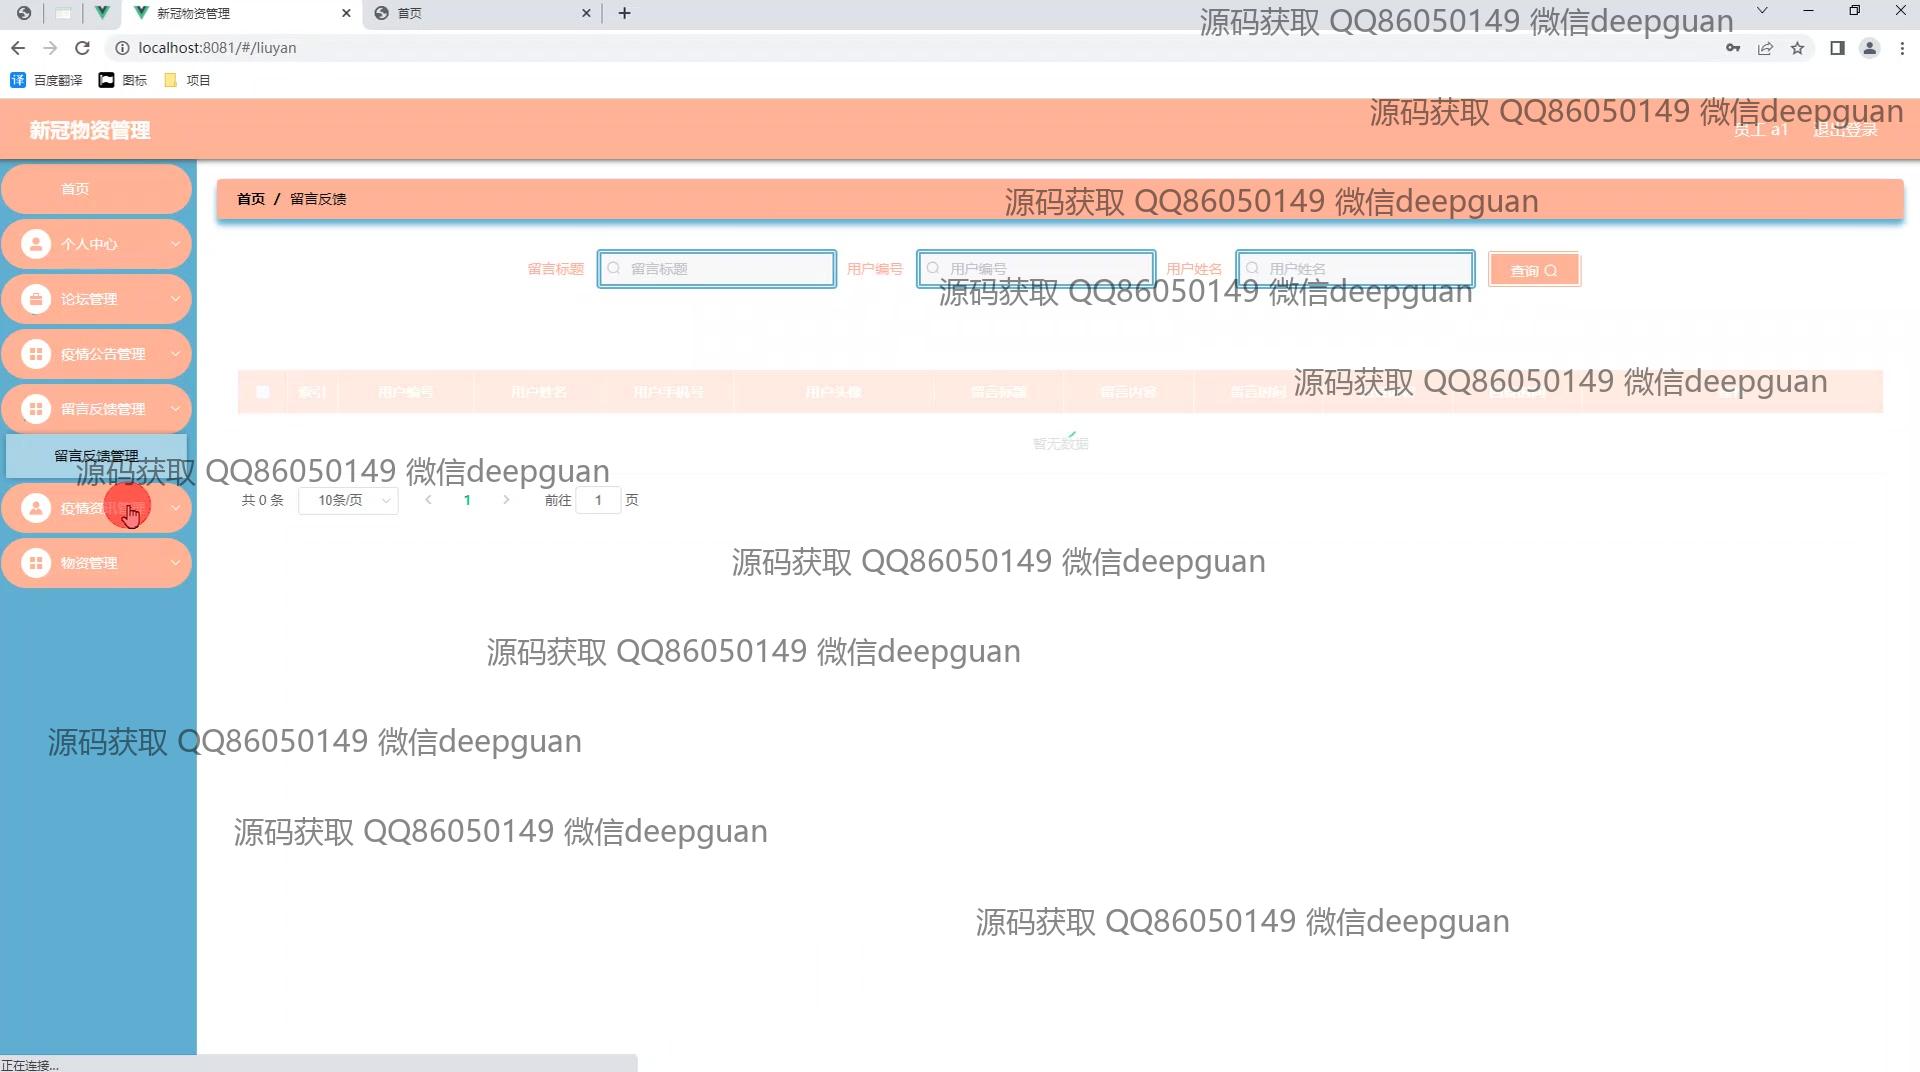 新冠物资管理
首页
源码获取 QQ86050149 微信deepguan
localhost:8081/#/liuyan
百度翻译
图标
项目
新冠物资管理
源码获取 QQ86050149 微信deepguan
员工 a1
退出登录
首页
首页 / 留言反馈
源码获取 QQ86050149 微信deepguan
个人中心
留言标题
留言标题
用户编号
用户编号
用户姓名
用户姓名
查询
源码获取 QQ86050149 微信deepguan
论坛管理
疫情公告管理
索引
用户编号
用户姓名
用户手机号
用户头像
留言标题
留言内容
留言时间
源码获取 QQ86050149 微信deepguan
留言反馈管理
暂无数据
留言反馈管理
源码获取 QQ86050149 微信deepguan
共 0 条
10条/页
1
前往
1
页
疫情资讯管理
物资管理
源码获取 QQ86050149 微信deepguan
源码获取 QQ86050149 微信deepguan
源码获取 QQ86050149 微信deepguan
源码获取 QQ86050149 微信deepguan
源码获取 QQ86050149 微信deepguan
正在连接...